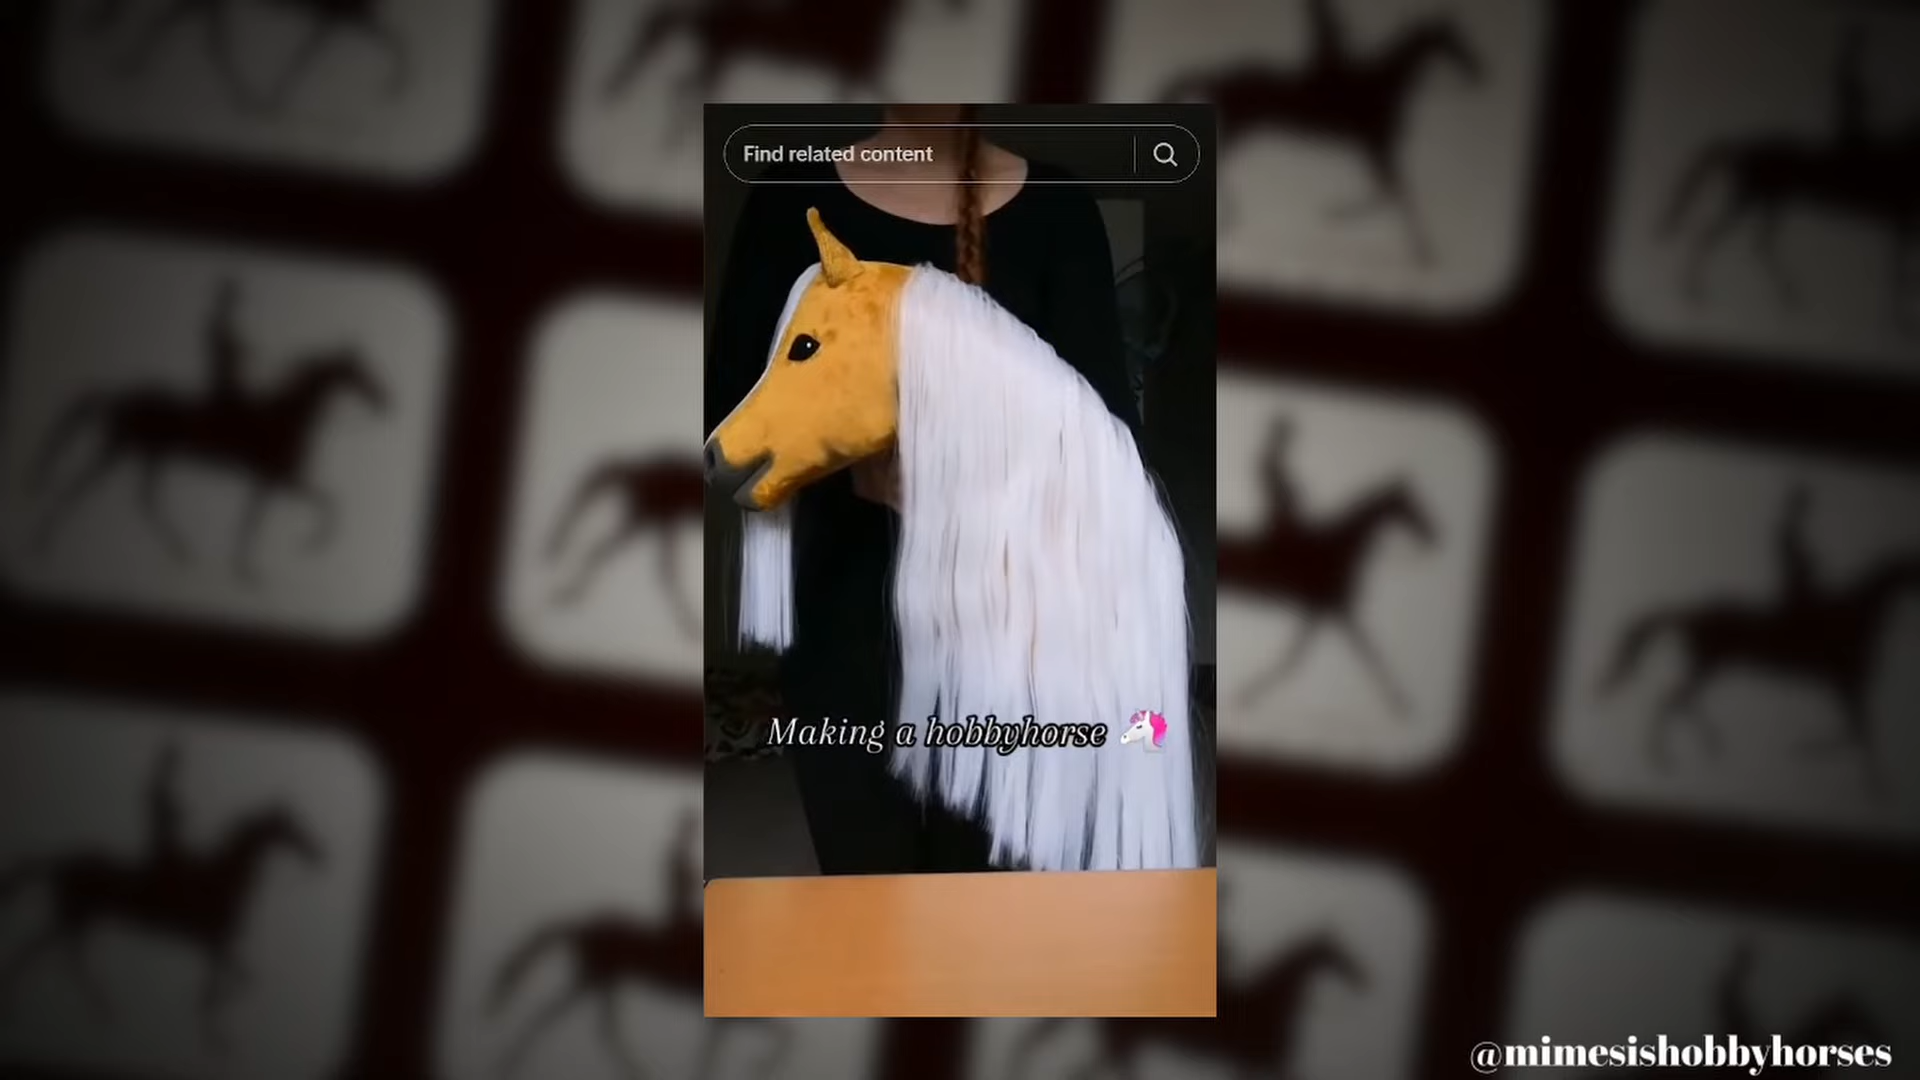 Find related content
Making a hobbyhorse 🦄
@mimesishobbyhorses